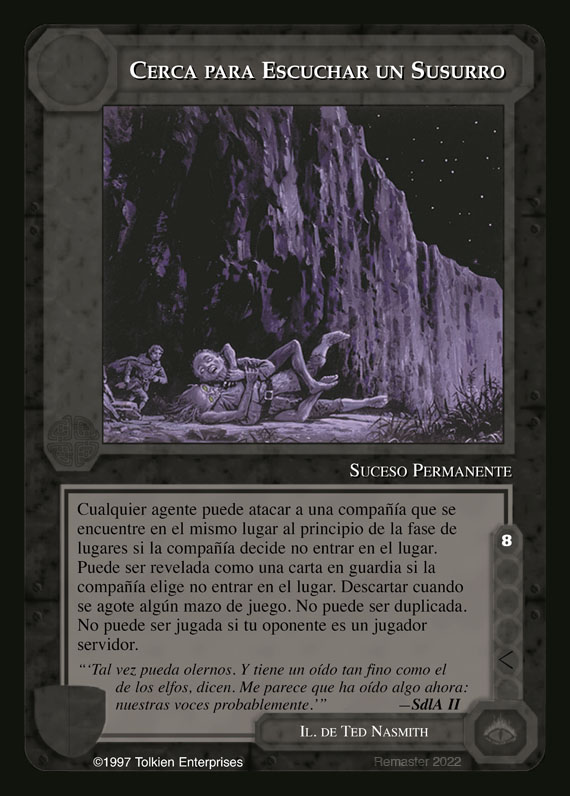 Cerca para Escuchar un Susurro
Suceso Permanente
Cualquier agente puede atacar a una compañía que se
encuentre en el mismo lugar al principio de la fase de
lugares si la compañía decide no entrar en el lugar.
Puede ser revelada como una carta en guardia si la
compañía elige no entrar en el lugar. Descartar cuando
se agote algún mazo de juego. No puede ser duplicada.
No puede ser jugada si tu oponente es un jugador
servidor.
8
“‘Tal vez pueda olernos. Y tiene un oído tan fino como el
de los elfos, dicen. Me parece que ha oído algo ahora:
nuestras voces probablemente.’” —SdlA II
Il. de Ted Nasmith
©1997 Tolkien Enterprises
Remaster 2022